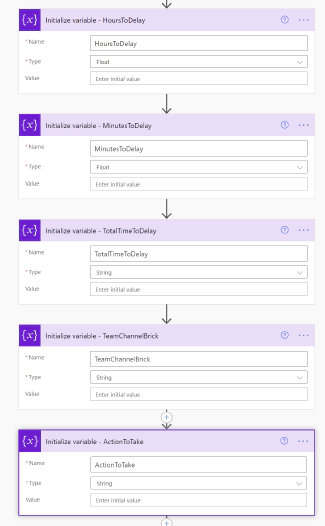 {x} Initialize variable - HoursToDelay
* Name HoursToDelay
* Type Float
Value Enter initial value
{x} Initialize variable - MinutesToDelay
* Name MinutesToDelay
* Type Float
Value Enter initial value
{x} Initialize variable - TotalTimeToDelay
* Name TotalTimeToDelay
* Type String
Value Enter initial value
{x} Initialize variable - TeamChannelBrick
* Name TeamChannelBrick
* Type String
Value Enter initial value
{x} Initialize variable - ActionToTake
* Name ActionToTake
* Type String
Value Enter initial value